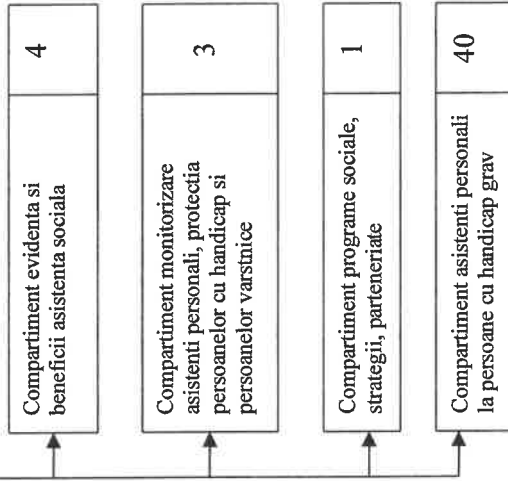 Compartiment evidenta si
beneficii asistenta sociala
4
Compartiment monitorizare
asistenti personali, protectia
persoanelor cu handicap si
persoanelor varstnice
3
Compartiment programe sociale,
strategii, parteneriate
1
Compartiment asistenti personali
la persoane cu handicap grav
40